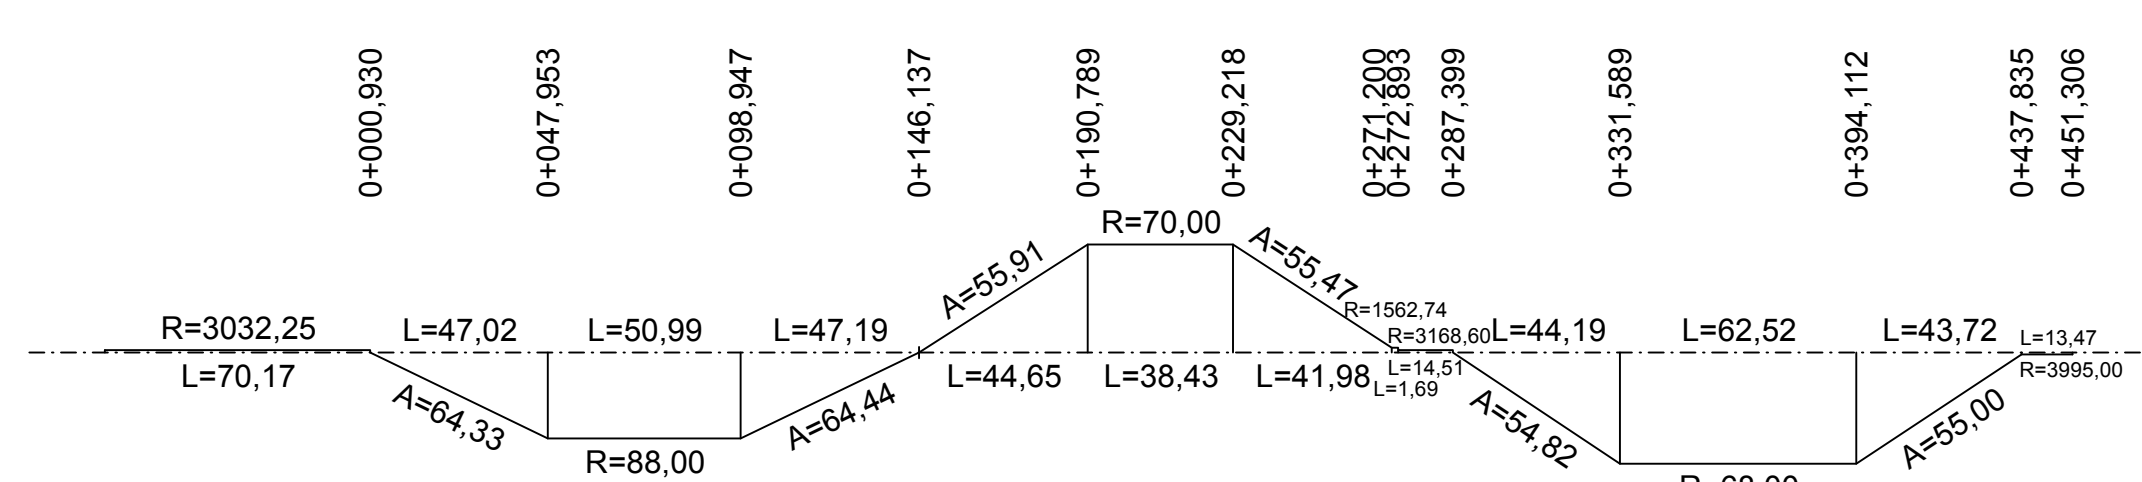 0+000,930
0+047,953
0+098,947
0+146,137
0+190,789
0+229,218
0+271,200
0+272,893
0+287,399
0+331,589
0+394,112
0+437,835
0+451,306
R=70,00
A=55,91
A=55,47
R=1562,74
R=3032,25
L=47,02
L=50,99
L=47,19
R=3168,60
L=44,19
L=62,52
L=43,72
L=13,47
L=70,17
L=44,65
L=38,43
L=41,98
L=14,51
L=1,69
R=3995,00
A=64,33
A=64,44
A=54,82
A=55,00
R=88,00
R=68,00